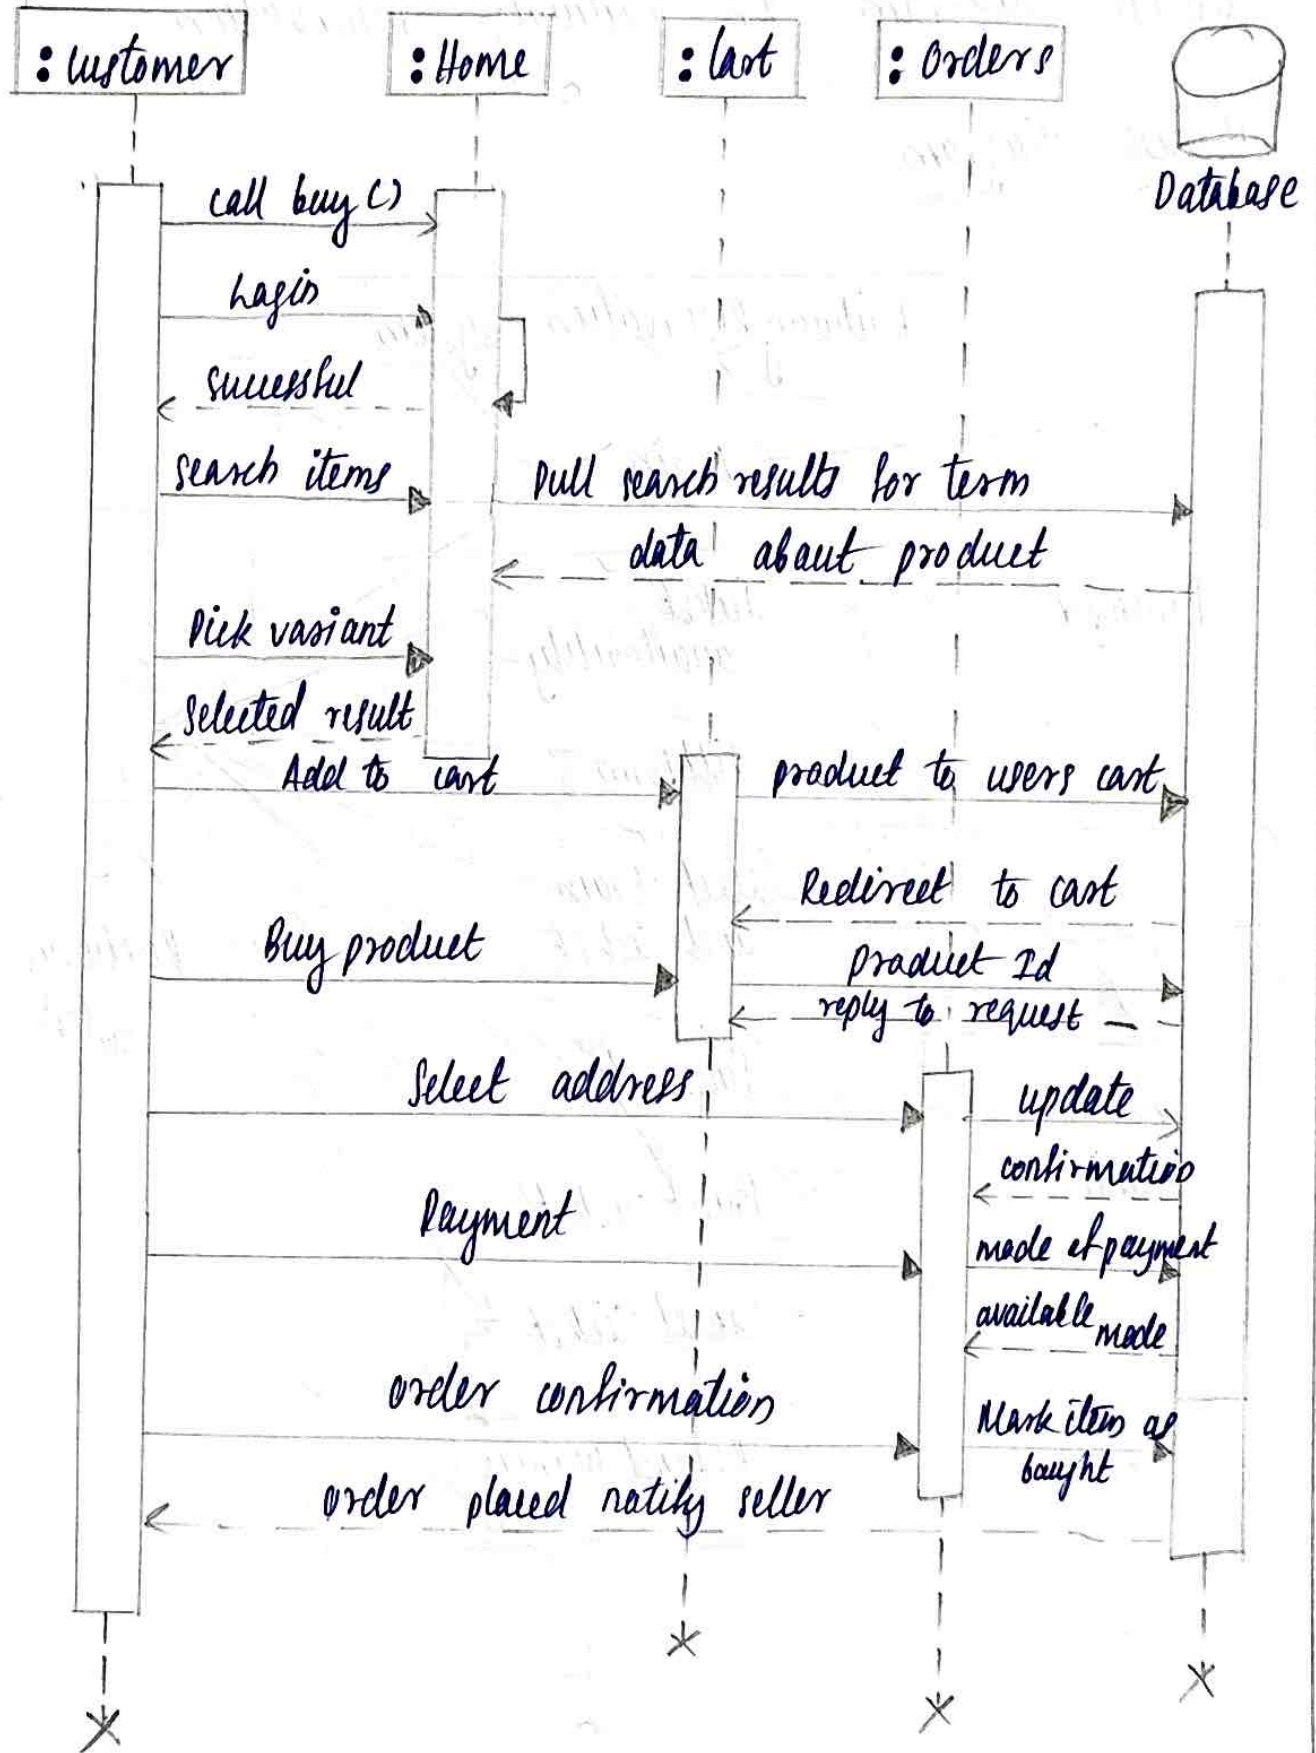 : Customer
: Home
: Cart
: Orders
Database
call buy ()
Login
successful
search items
Pull search results for term
data about product
Pick variant
Selected result
Add to cart
product to users cart
Redirect to cart
Buy product
product Id
reply to request
Select address
update
confirmation
Payment
mode of payment
available mode
order confirmation
Mark item as
bought
order placed notify seller